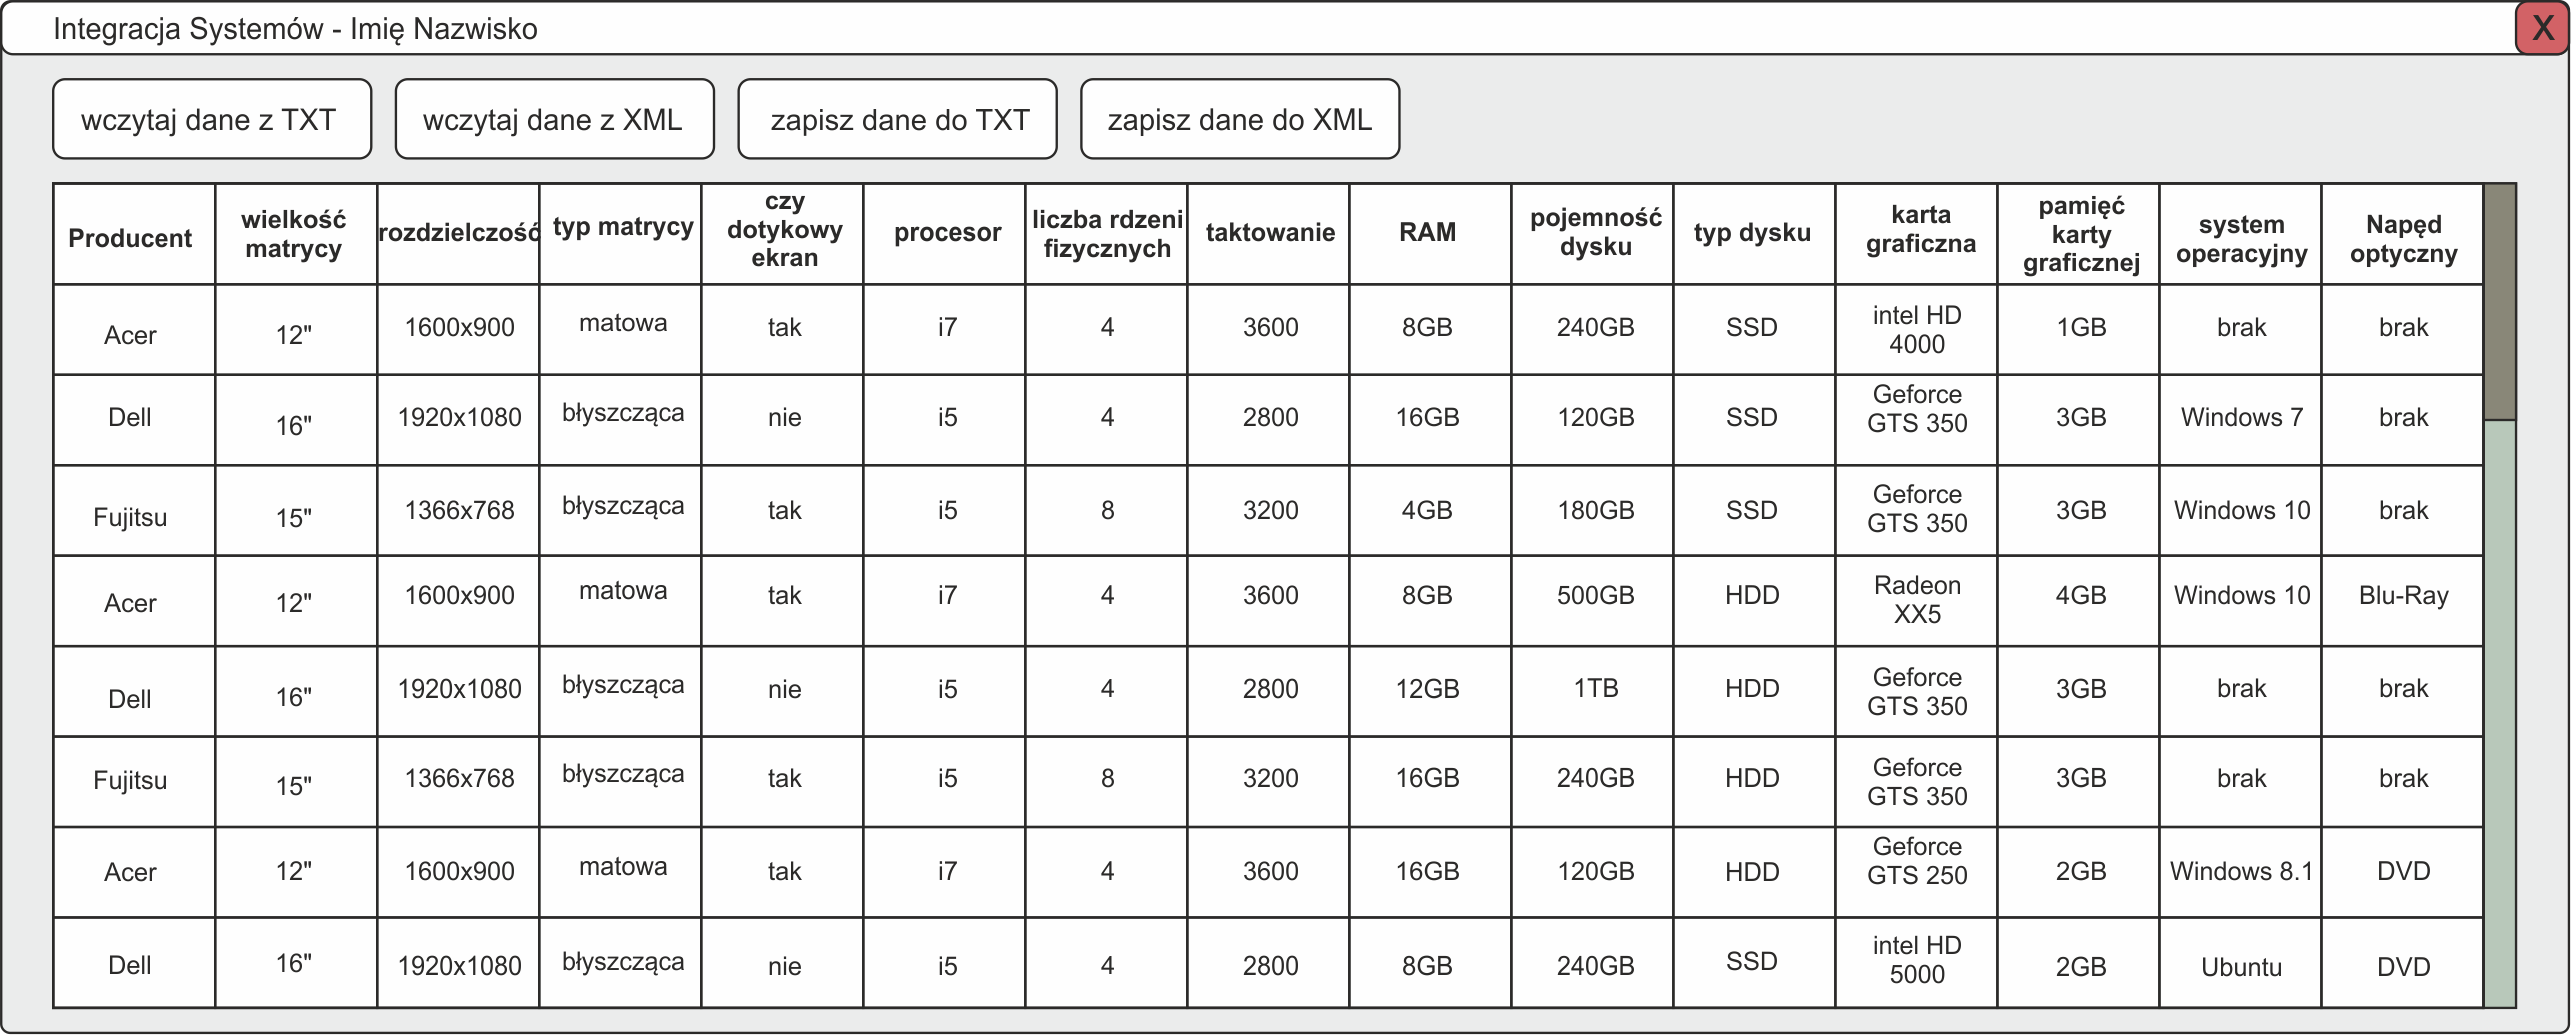 Integracja Systemów - Imię Nazwisko X
wczytaj dane z TXT wczytaj dane z XML zapisz dane do TXT zapisz dane do XML
Producent wielkość matrycy rozdzielczość typ matrycy czy dotykowy ekran procesor liczba rdzeni fizycznych taktowanie RAM pojemność dysku typ dysku karta graficzna pamięć karty graficznej system operacyjny Napęd optyczny
Acer 12" 1600x900 matowa tak i7 4 3600 8GB 240GB SSD intel HD 4000 1GB brak brak
Dell 16" 1920x1080 błyszcząca nie i5 4 2800 16GB 120GB SSD Geforce GTS 350 3GB Windows 7 brak
Fujitsu 15" 1366x768 błyszcząca tak i5 8 3200 4GB 180GB SSD Geforce GTS 350 3GB Windows 10 brak
Acer 12" 1600x900 matowa tak i7 4 3600 8GB 500GB HDD Radeon XX5 4GB Windows 10 Blu-Ray
Dell 16" 1920x1080 błyszcząca nie i5 4 2800 12GB 1TB HDD Geforce GTS 350 3GB brak brak
Fujitsu 15" 1366x768 błyszcząca tak i5 8 3200 16GB 240GB HDD Geforce GTS 350 3GB brak brak
Acer 12" 1600x900 matowa tak i7 4 3600 16GB 120GB HDD Geforce GTS 250 2GB Windows 8.1 DVD
Dell 16" 1920x1080 błyszcząca nie i5 4 2800 8GB 240GB SSD intel HD 5000 2GB Ubuntu DVD